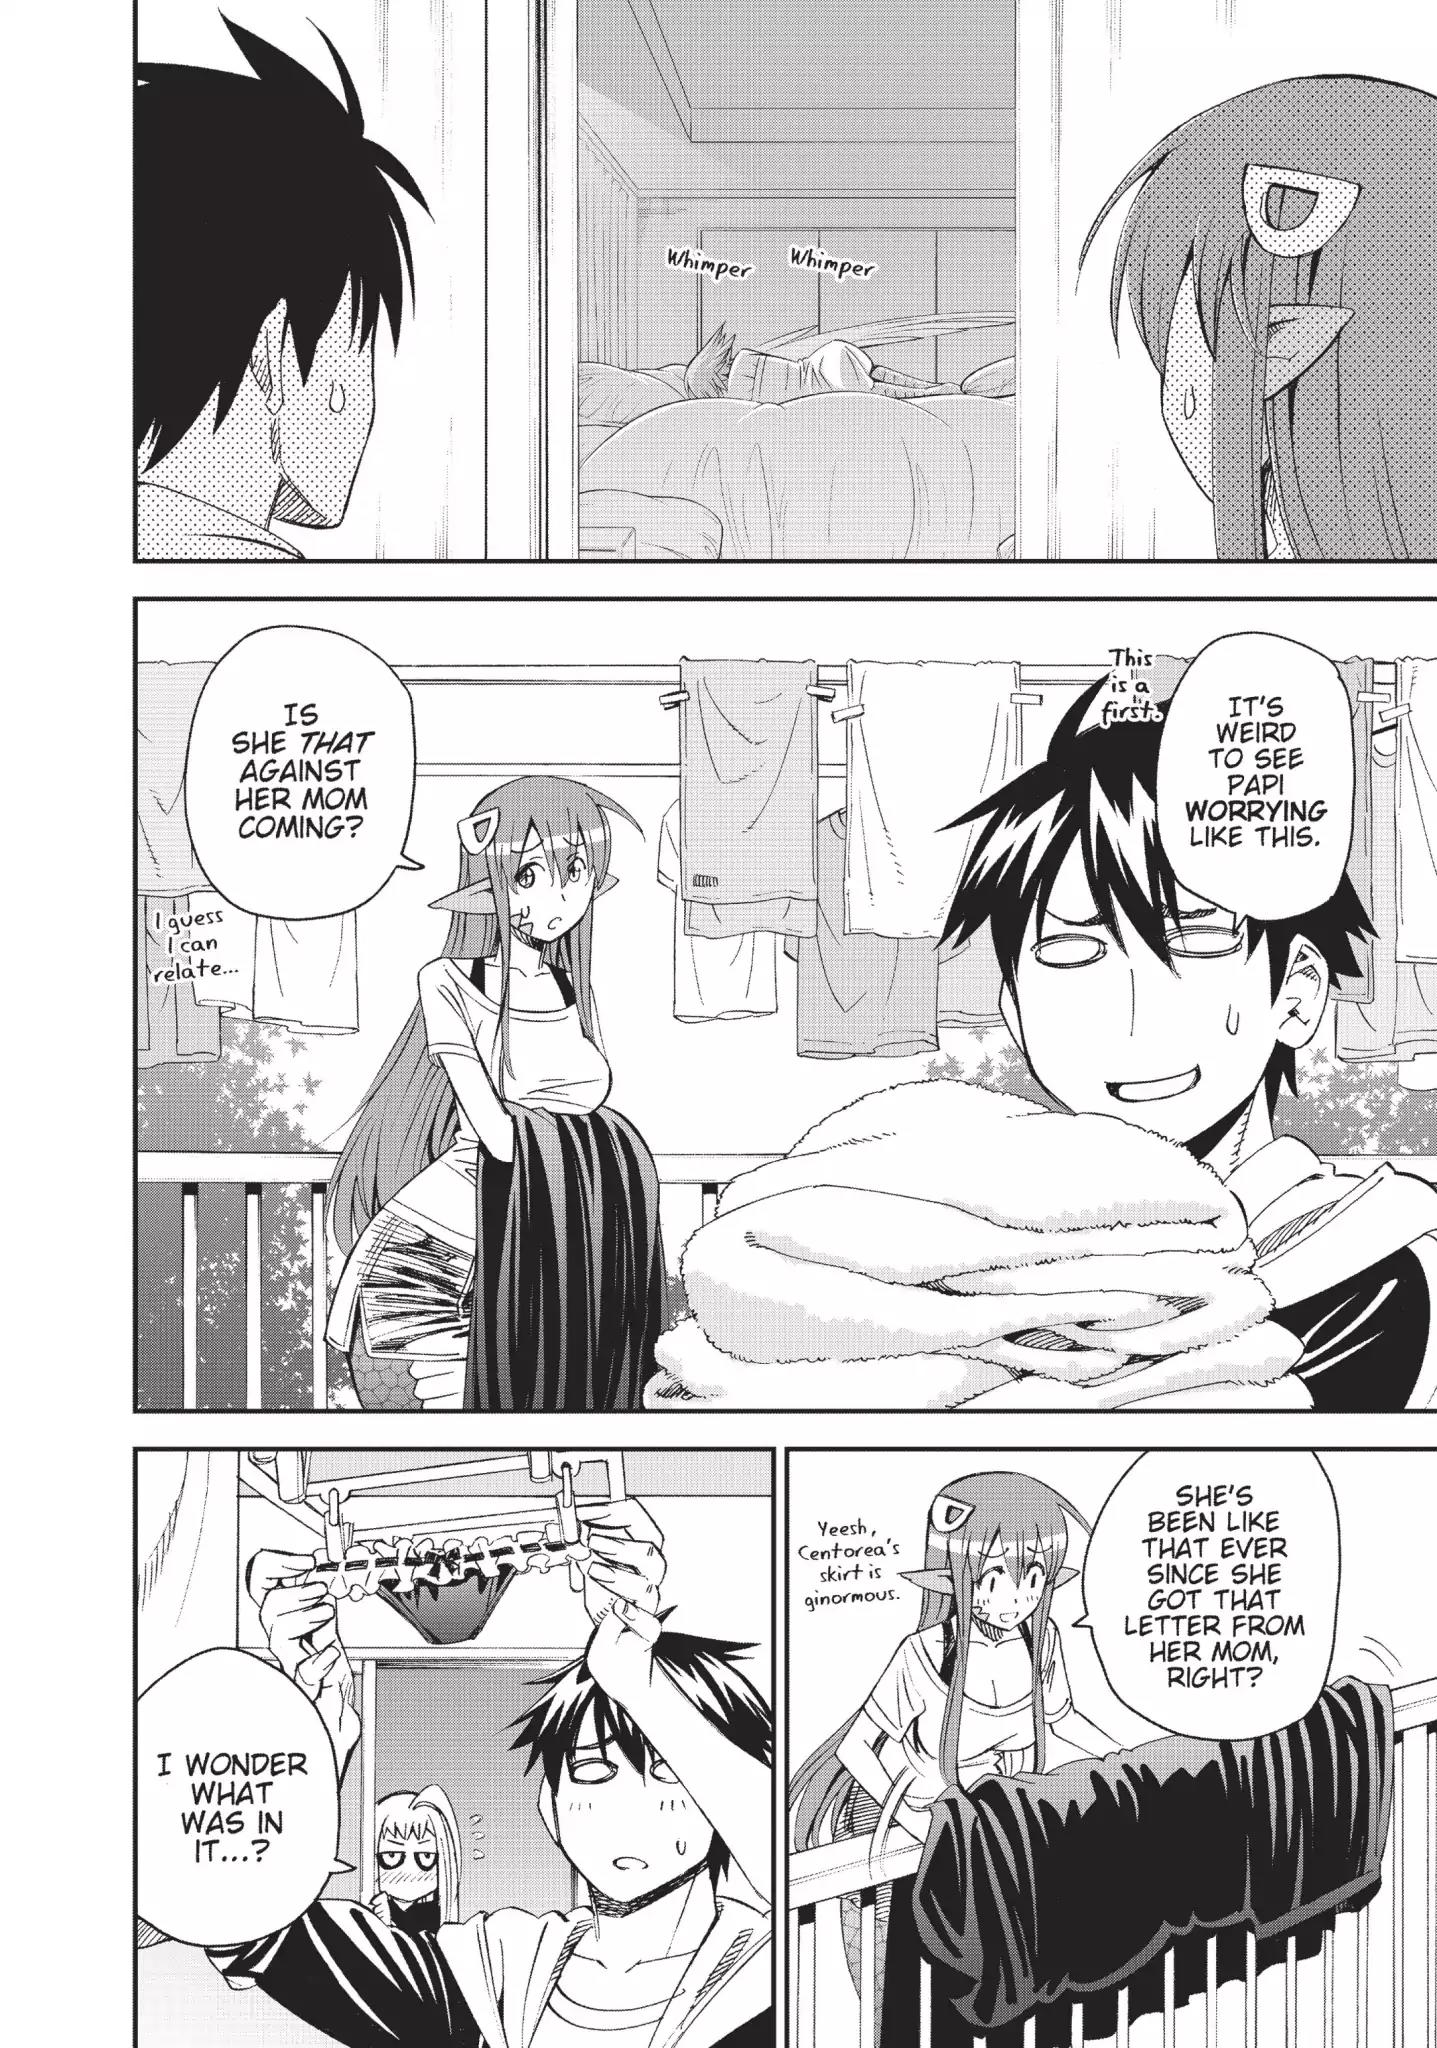 Whimper
Whimper
This
is a
first.
IT'S
WEIRD
TO SEE
PAPI
WORRYING
LIKE THIS.
IS
SHE THAT
AGAINST
HER MOM
COMING?
I guess
I can
relate...
SHE'S
BEEN LIKE
THAT EVER
SINCE SHE
GOT THAT
LETTER FROM
HER MOM,
RIGHT?
Yeesh,
Centorea's
skirt is
ginormous.
I WONDER
WHAT
WAS IN
IT...?